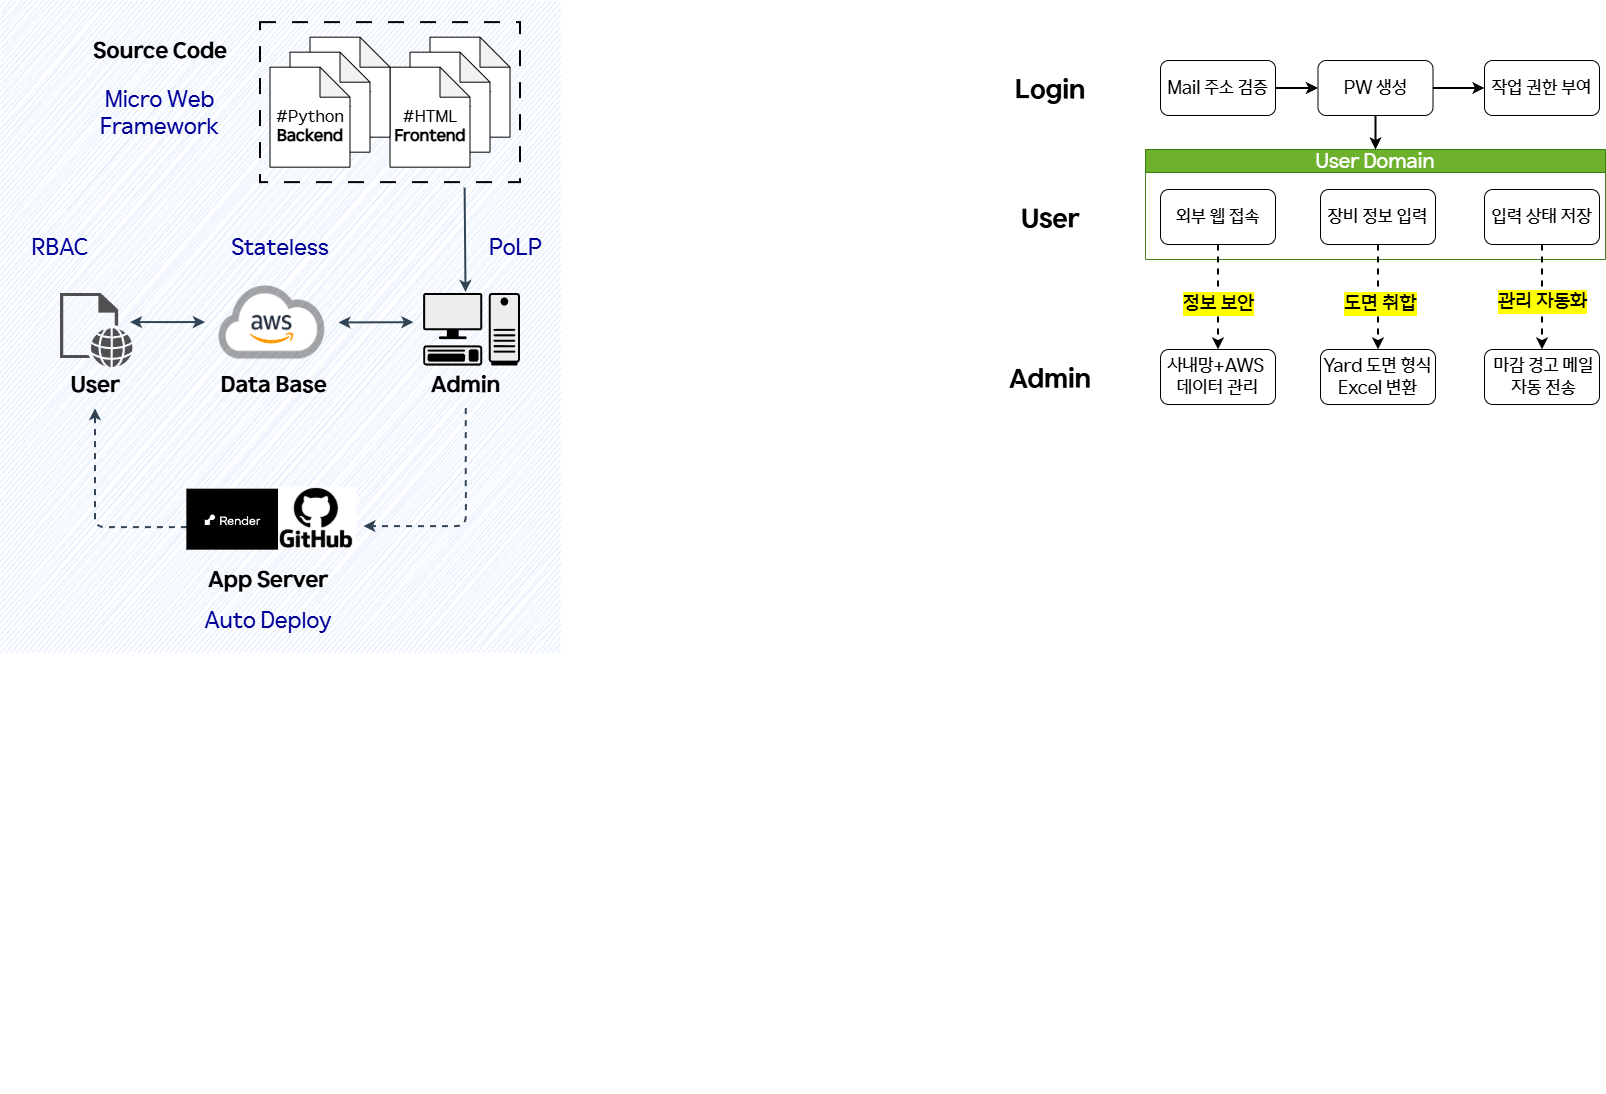 Source Code
Micro Web
Framework
#Python
Backend
#HTML
Frontend
RBAC
Stateless
PoLP
aws
User
Data Base
Admin
Render
GitHub
App Server
Auto Deploy
Login
Mail 주소 검증
PW 생성
작업 권한 부여
User Domain
User
외부 웹 접속
장비 정보 입력
입력 상태 저장
정보 보안
도면 취합
관리 자동화
Admin
사내망+AWS
데이터 관리
Yard 도면 형식
Excel 변환
마감 경고 메일
자동 전송